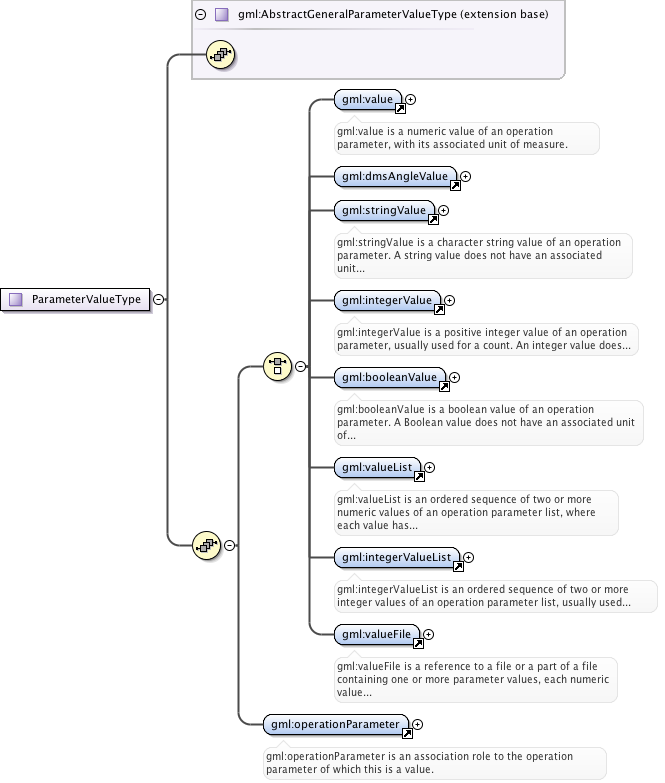 gml:AbstractGeneralParameterValueType (extension base)
gml:value
gml:value is a numeric value of an operation
parameter, with its associated unit of measure.
gml:dmsAngleValue
gml:stringValue
gml:stringValue is a character string value of an operation
parameter. A string value does not have an associated
unit...
ParameterValueType
gml:integerValue
gml:integerValue is a positive integer value of an operation
parameter, usually used for a count. An integer value does...
gml:booleanValue
gml:booleanValue is a boolean value of an operation
parameter. A Boolean value does not have an associated unit
of...
gml:valueList
gml:valueList is an ordered sequence of two or more
numeric values of an operation parameter list, where
each value has...
gml:integerValueList
gml:integerValueList is an ordered sequence of two or more
integer values of an operation parameter list, usually used...
gml:valueFile
gml:valueFile is a reference to a file or a part of a file
containing one or more parameter values, each numeric
value...
gml:operationParameter
gml:operationParameter is an association role to the operation
parameter of which this is a value.